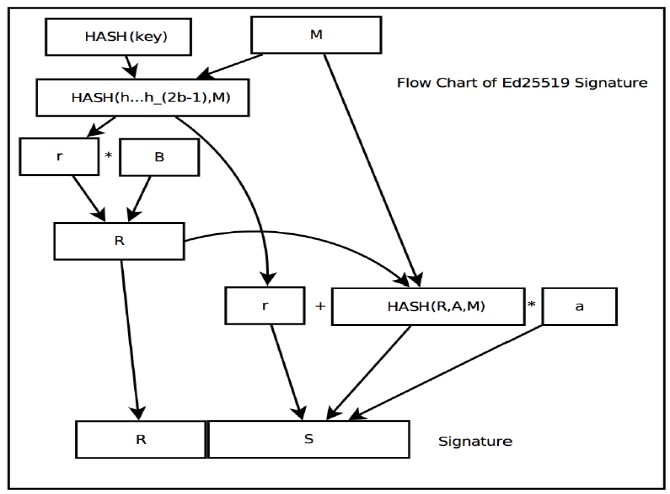 HASH(key)
M
Flow Chart of Ed25519 Signature
HASH(h...h_(2b-1),M)
r * B
R
r + HASH(R,A,M) * a
R S
Signature